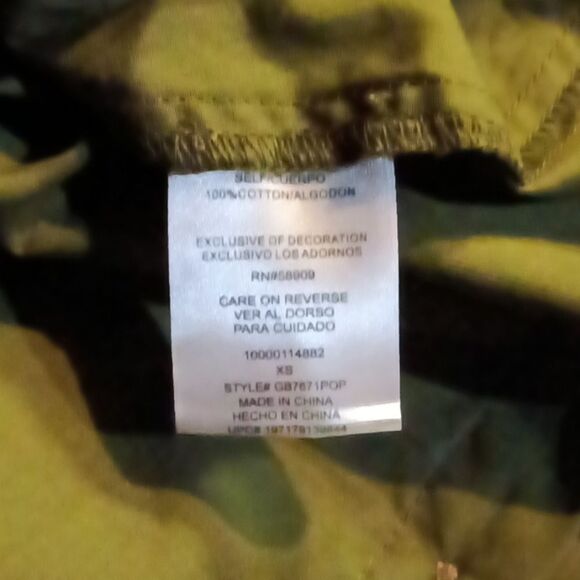 SELF/CUERPO
100%COTTON/ALGODON
EXCLUSIVE OF DECORATION
EXCLUSIVO LOS ADORNOS
RN#58909
CARE ON REVERSE
VER AL DORSO
PARA CUIDADO
10000114882
XS
STYLE# GB7671POP
MADE IN CHINA
HECHO EN CHINA
UPC#